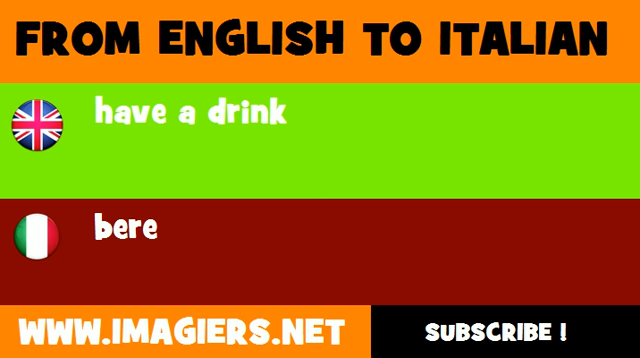 FROM ENGLISH TO ITALIAN
have a drink
bere
WWW.IMAGIERS.NET
SUBSCRIBE !